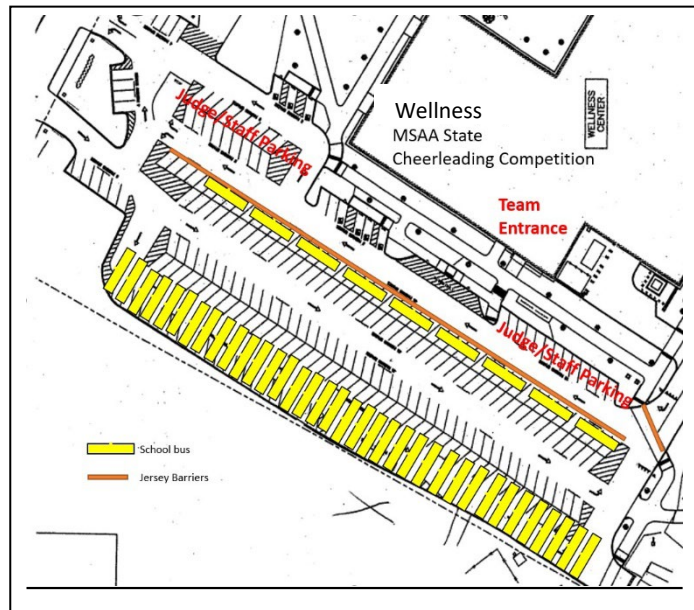 Wellness
MSAA State
Cheerleading Competition
WELLNESS
CENTER
Judge/Staff Parking
Team
Entrance
Judge/Staff Parking
School bus
Jersey Barriers